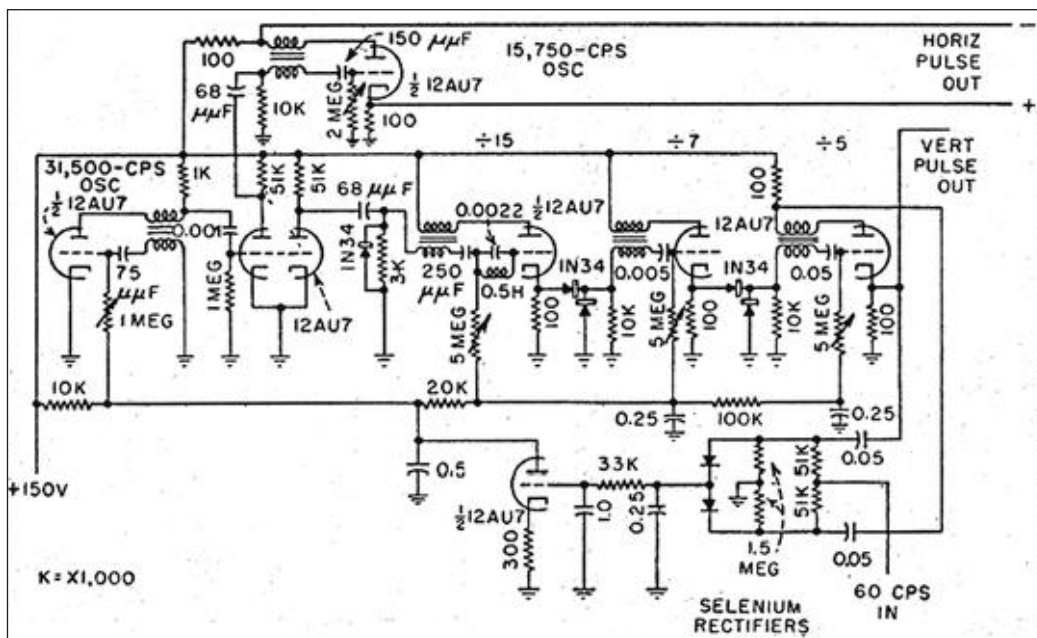 150 μμF
15,750-CPS
OSC
HORIZ
PULSE
OUT
−
+
100
68
μμF
10K
2 MEG
½ 12AU7
100
31,500-CPS
OSC
½ 12AU7
1K
51K
51K
÷15
÷7
÷5
VERT
PULSE
OUT
68
μμF
0.001
75
μμF
1 MEG
1 MEG
12AU7
1N34
3K
0.0022
½ 12AU7
250
μμF
0.5H
5 MEG
100
1N34
10K
0.005
12AU7
5 MEG
100
1N34
100
10K
0.05
5 MEG
100
10K
20K
0.25
100K
0.25
+150V
0.5
½ 12AU7
300
33K
1.0
0.25
51K
51K
0.05
0.05
1.5
MEG
60 CPS
IN
K = X1,000
SELENIUM
RECTIFIERS